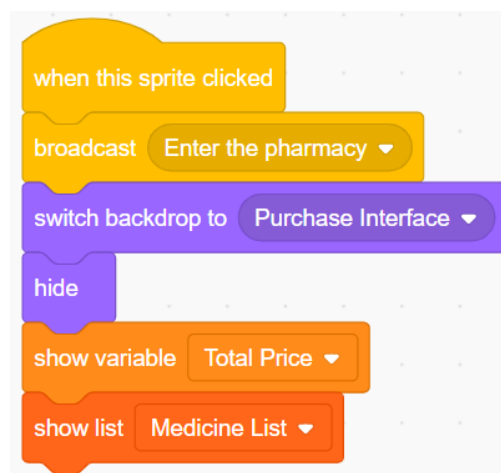 when this sprite clicked
broadcast Enter the pharmacy
switch backdrop to Purchase Interface
hide
show variable Total Price
show list Medicine List